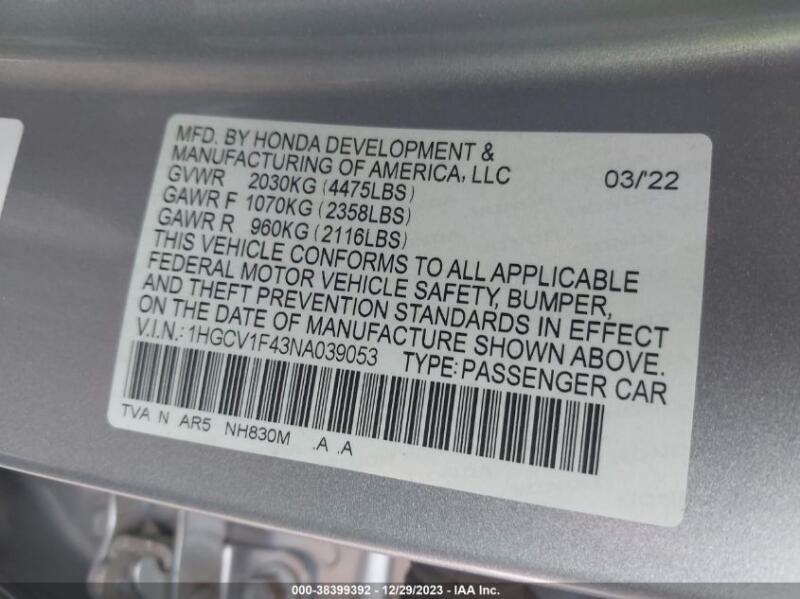 MFD. BY HONDA DEVELOPMENT &
MANUFACTURING OF AMERICA, LLC
GVWR 2030KG (4475LBS) 03/'22
GAWR F 1070KG (2358LBS)
GAWR R 960KG (2116LBS)
THIS VEHICLE CONFORMS TO ALL APPLICABLE
FEDERAL MOTOR VEHICLE SAFETY, BUMPER,
AND THEFT PREVENTION STANDARDS IN EFFECT
ON THE DATE OF MANUFACTURE SHOWN ABOVE.
V.I.N.: 1HGCV1F43NA039053 TYPE: PASSENGER CAR
TVA N AR5 NH830M .A .A
000-38399392 - 12/29/2023 - IAA Inc.